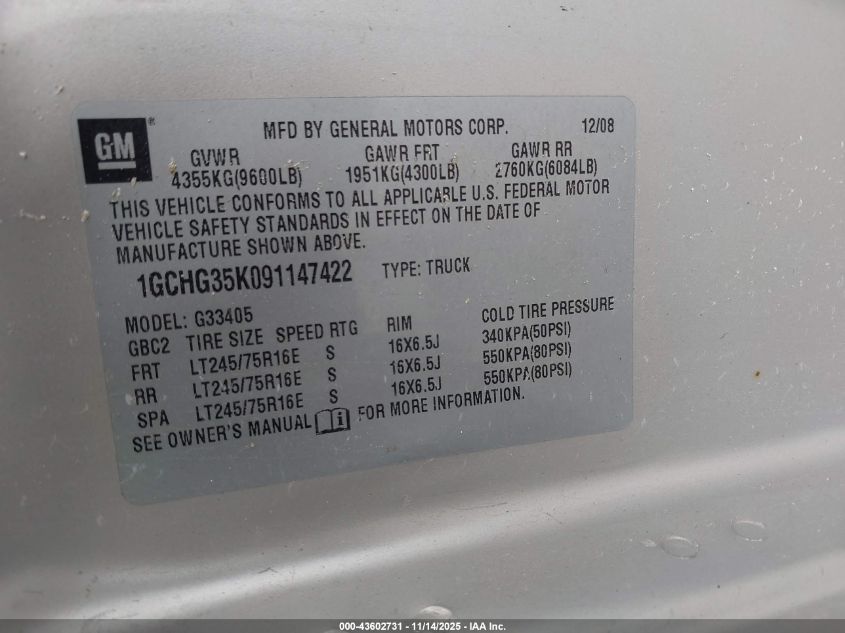 GM ® MFD BY GENERAL MOTORS CORP. 12/08
GVWR GAWR FRT GAWR RR
4355KG(9600LB) 1951KG(4300LB) 2760KG(6084LB)
THIS VEHICLE CONFORMS TO ALL APPLICABLE U.S. FEDERAL MOTOR
VEHICLE SAFETY STANDARDS IN EFFECT ON THE DATE OF
MANUFACTURE SHOWN ABOVE.
1GCHG35K091147422 TYPE: TRUCK
MODEL: G33405
GBC2 TIRE SIZE SPEED RTG RIM COLD TIRE PRESSURE
FRT LT245/75R16E S 16X6.5J 340KPA(50PSI)
RR LT245/75R16E S 16X6.5J 550KPA(80PSI)
SPA LT245/75R16E S 16X6.5J 550KPA(80PSI)
SEE OWNER'S MANUAL i FOR MORE INFORMATION.
000-43602731 - 11/14/2025 - IAA Inc.